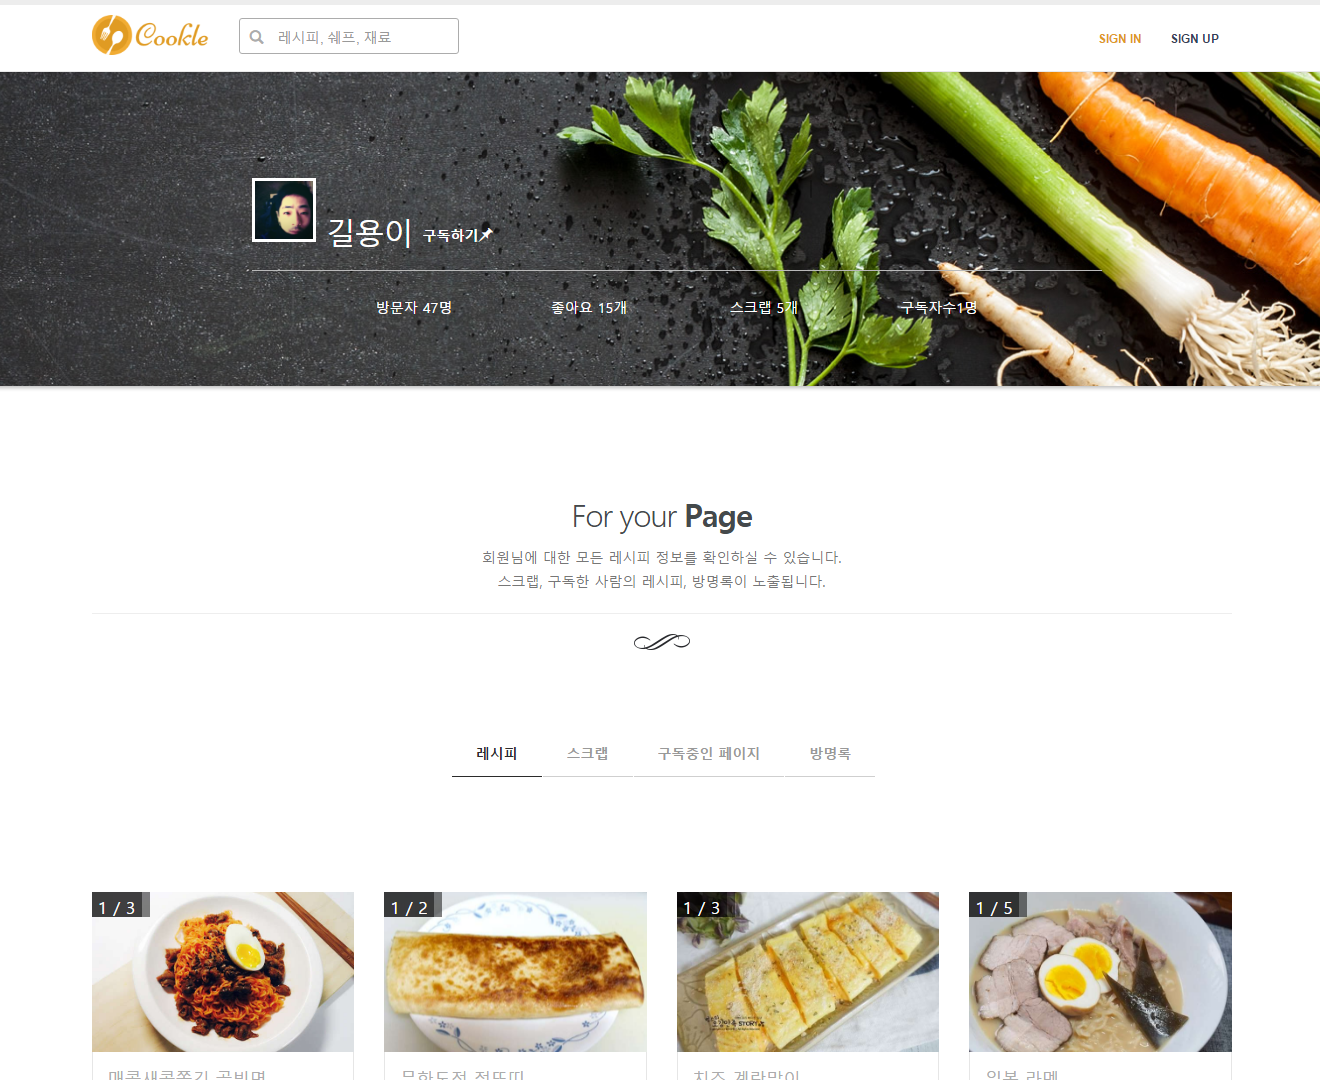 Cookle
레시피, 쉐프, 재료
SIGN IN
SIGN UP
길용이 구독하기
방문자 47명
좋아요 15개
스크랩 5개
구독자수1명
For your Page
회원님에 대한 모든 레시피 정보를 확인하실 수 있습니다.
스크랩, 구독한 사람의 레시피, 방명록이 노출됩니다.
레시피
스크랩
구독중인 페이지
방명록
1 / 3
1 / 2
1 / 3
1 / 5
STORY
치즈 계란말이
일본 라멘